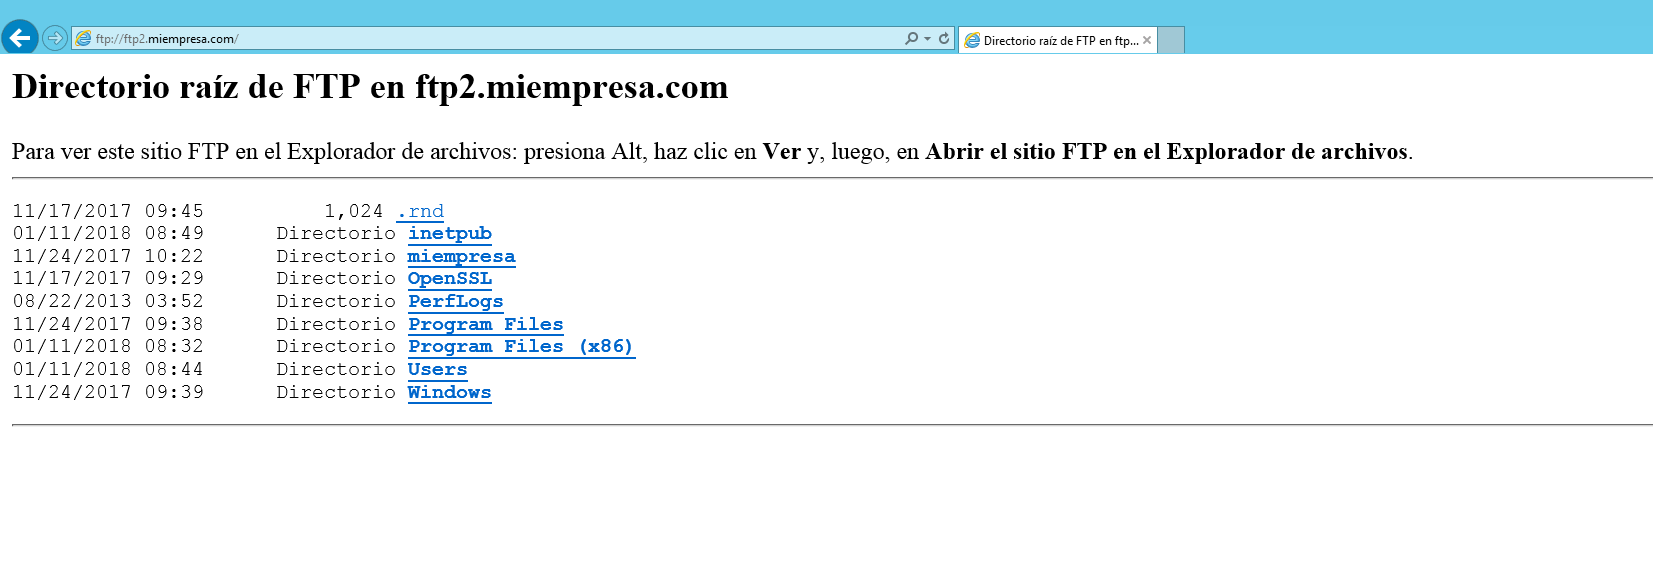 ftp://ftp2.miempresa.com/
Directorio raíz de FTP en ftp...
Directorio raíz de FTP en ftp2.miempresa.com
Para ver este sitio FTP en el Explorador de archivos: presiona Alt, haz clic en Ver y, luego, en Abrir el sitio FTP en el Explorador de archivos.
11/17/2017 09:45 1,024 .rnd
01/11/2018 08:49 Directorio inetpub
11/24/2017 10:22 Directorio miempresa
11/17/2017 09:29 Directorio OpenSSL
08/22/2013 03:52 Directorio PerfLogs
11/24/2017 09:38 Directorio Program Files
01/11/2018 08:32 Directorio Program Files (x86)
01/11/2018 08:44 Directorio Users
11/24/2017 09:39 Directorio Windows